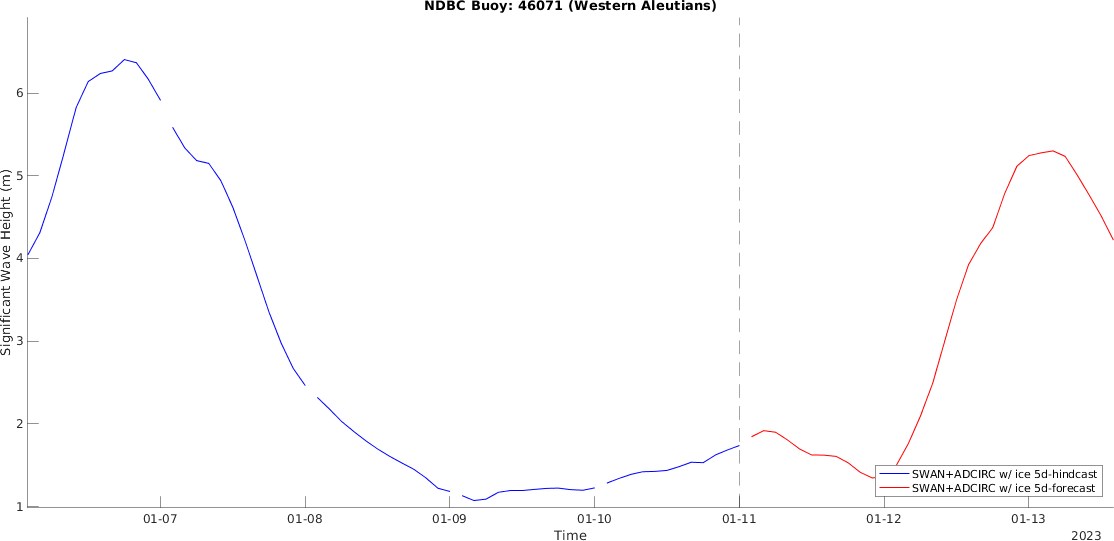 NDBC Buoy: 46071 (Western Aleutians)
Significant Wave Height (m)
6
5
4
3
2
1
01-07 01-08 01-09 01-10 01-11 01-12 01-13
Time
2023
SWAN+ADCIRC w/ ice 5d-hindcast
SWAN+ADCIRC w/ ice 5d-forecast